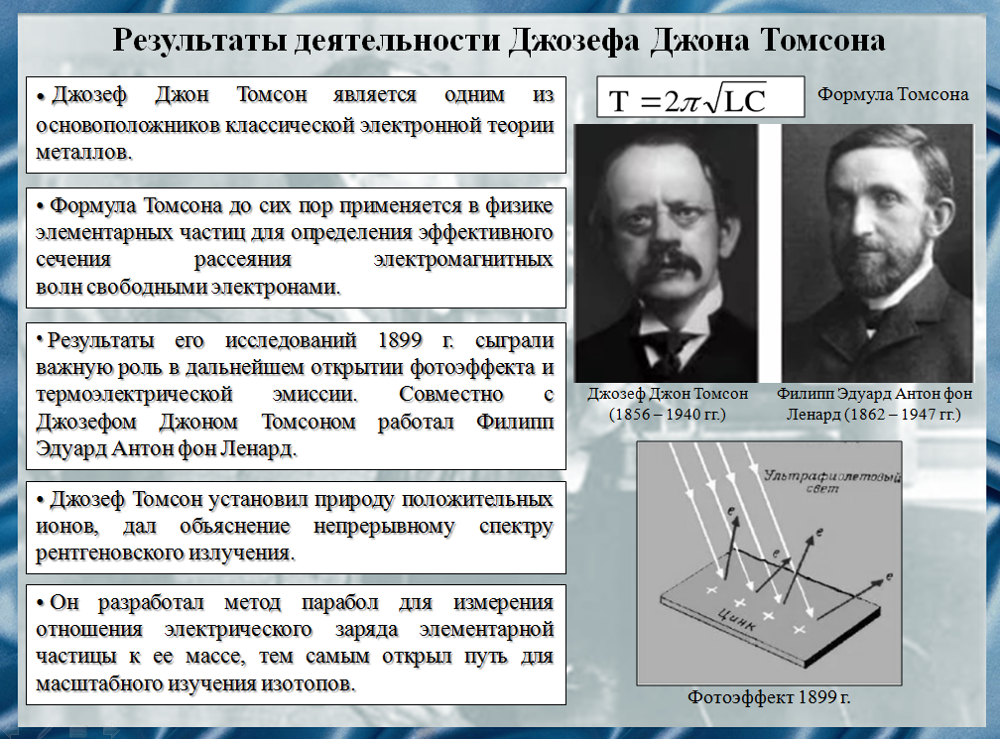 Результаты деятельности Джозефа Джона Томсона
• Джозеф Джон Томсон является одним из
основоположников классической электронной теории
металлов.
• Формула Томсона до сих пор применяется в физике
элементарных частиц для определения эффективного
сечения рассеяния электромагнитных
волн свободными электронами.
• Результаты его исследований 1899 г. сыграли
важную роль в дальнейшем открытии фотоэффекта и
термоэлектрической эмиссии. Совместно с
Джозефом Джоном Томсоном работал Филипп
Эдуард Антон фон Ленард.
• Джозеф Томсон установил природу положительных
ионов, дал объяснение непрерывному спектру
рентгеновского излучения.
• Он разработал метод парабол для измерения
отношения электрического заряда элементарной
частицы к ее массе, тем самым открыл путь для
масштабного изучения изотопов.
T = 2π√LC
Формула Томсона
Джозеф Джон Томсон
(1856 – 1940 гг.)
Филипп Эдуард Антон фон
Ленард (1862 – 1947 гг.)
Ультрафиолетовый
свет
e
e
e
e
+ + + +
Цинк
Фотоэффект 1899 г.